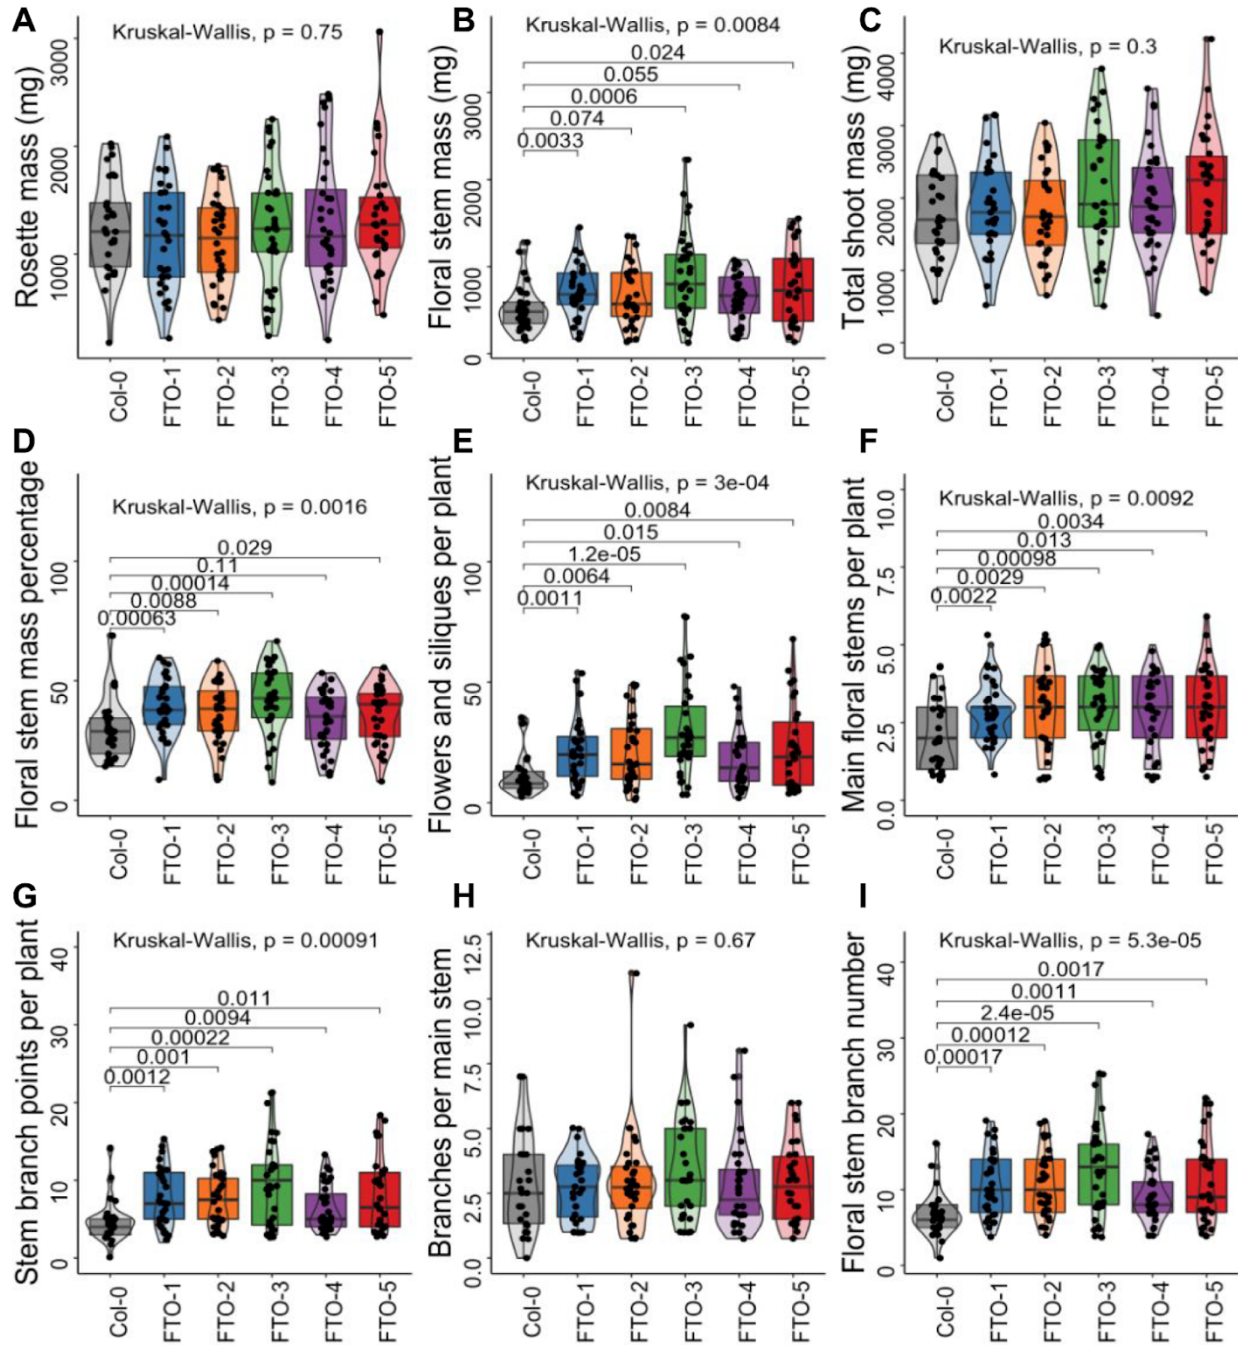 A
Kruskal-Wallis, p = 0.75
Rosette mass (mg)
3000
2000
1000
Col-0
FTO-1
FTO-2
FTO-3
FTO-4
FTO-5
B
Kruskal-Wallis, p = 0.0084
0.024
0.055
0.0006
0.074
0.0033
Floral stem mass (mg)
3000
2000
1000
0
Col-0
FTO-1
FTO-2
FTO-3
FTO-4
FTO-5
C
Kruskal-Wallis, p = 0.3
Total shoot mass (mg)
4000
3000
2000
1000
0
Col-0
FTO-1
FTO-2
FTO-3
FTO-4
FTO-5
D
Kruskal-Wallis, p = 0.0016
0.029
0.11
0.00014
0.0088
0.00063
Floral stem mass percentage
100
50
0
Col-0
FTO-1
FTO-2
FTO-3
FTO-4
FTO-5
E
Kruskal-Wallis, p = 3e-04
0.0084
0.015
1.2e-05
0.0064
0.0011
Flowers and siliques per plant
100
50
0
Col-0
FTO-1
FTO-2
FTO-3
FTO-4
FTO-5
F
Kruskal-Wallis, p = 0.0092
0.0034
0.013
0.00098
0.0029
0.0022
Main floral stems per plant
10.0
7.5
5.0
2.5
0.0
Col-0
FTO-1
FTO-2
FTO-3
FTO-4
FTO-5
G
Kruskal-Wallis, p = 0.00091
0.011
0.0094
0.00022
0.001
0.0012
Stem branch points per plant
40
30
20
10
0
Col-0
FTO-1
FTO-2
FTO-3
FTO-4
FTO-5
H
Kruskal-Wallis, p = 0.67
Branches per main stem
12.5
10.0
7.5
5.0
2.5
0.0
Col-0
FTO-1
FTO-2
FTO-3
FTO-4
FTO-5
I
Kruskal-Wallis, p = 5.3e-05
0.0017
0.0011
2.4e-05
0.00012
0.00017
Floral stem branch number
40
30
20
10
0
Col-0
FTO-1
FTO-2
FTO-3
FTO-4
FTO-5